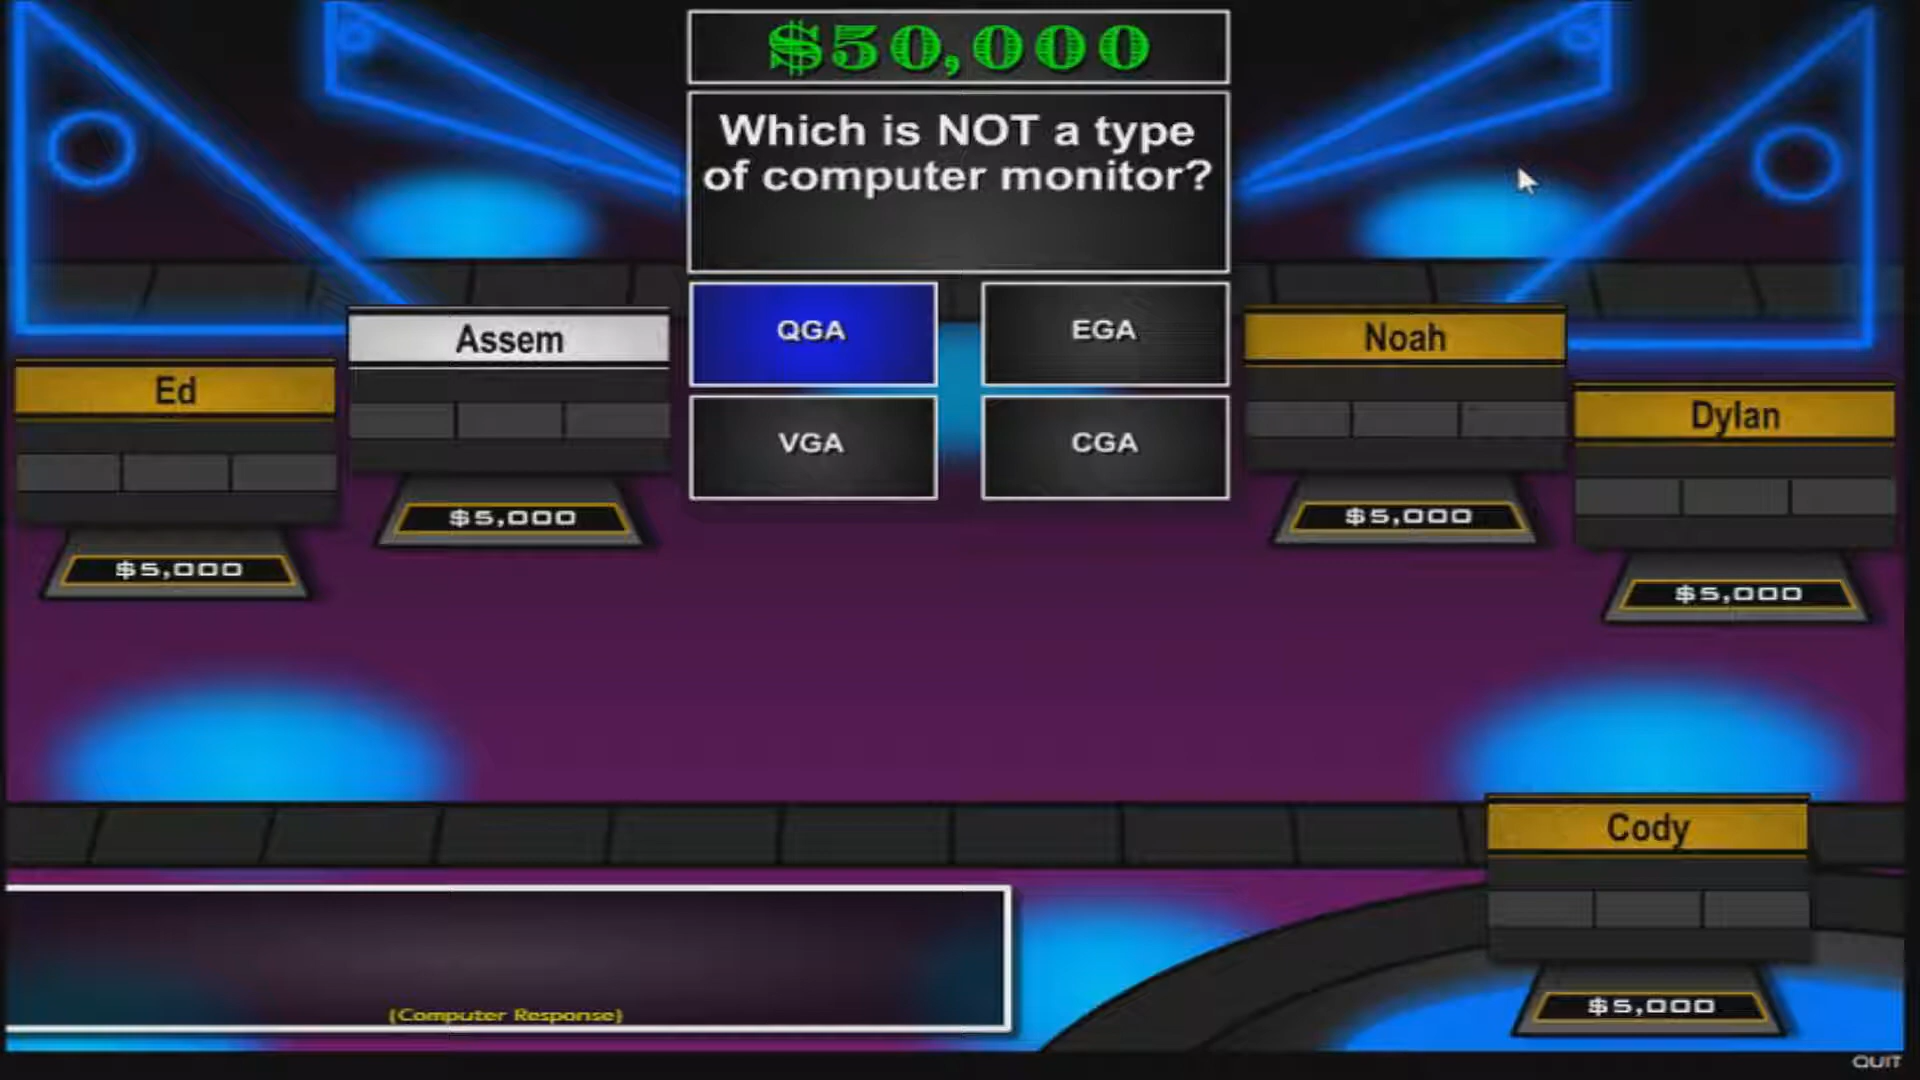 $50,000
Which is NOT a type
of computer monitor?
QGA
EGA
VGA
CGA
Ed
$5,000
Assem
$5,000
Noah
$5,000
Dylan
$5,000
Cody
$5,000
(Computer Response)
QUIT